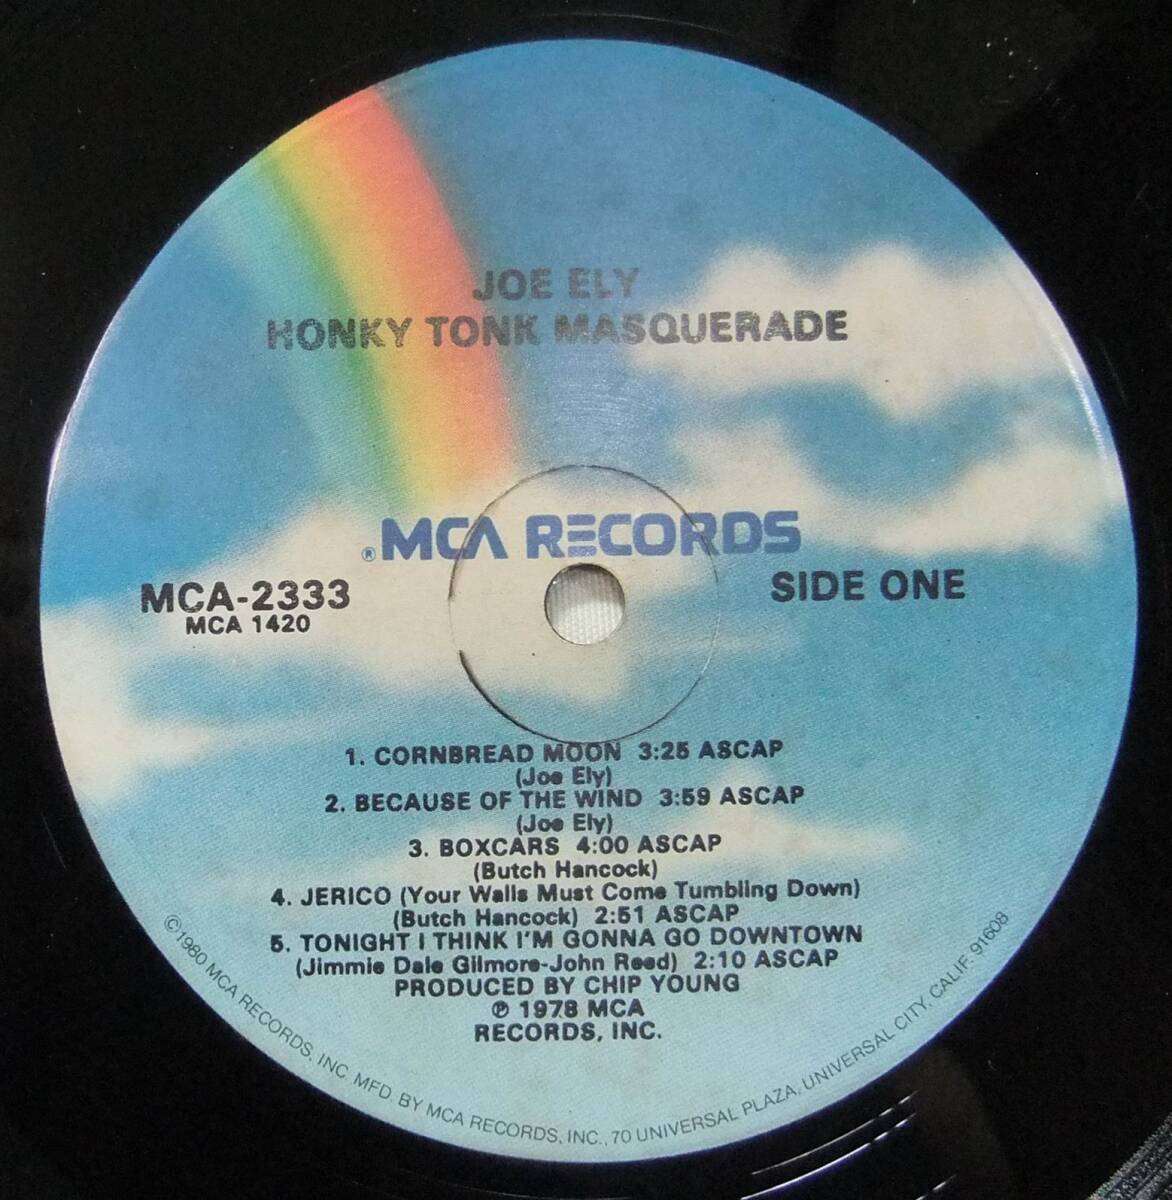 JOE ELY
HONKY TONK MASQUERADE
® MCA RECORDS
MCA-2333
MCA 1420
SIDE ONE
1. CORNBREAD MOON 3:25 ASCAP
(Joe Ely)
2. BECAUSE OF THE WIND 3:59 ASCAP
(Joe Ely)
3. BOXCARS 4:00 ASCAP
(Butch Hancock)
4. JERICO (Your Walls Must Come Tumbling Down)
(Butch Hancock) 2:51 ASCAP
5. TONIGHT I THINK I'M GONNA GO DOWNTOWN
(Jimmie Dale Gilmore-John Reed) 2:10 ASCAP
PRODUCED BY CHIP YOUNG
℗ 1978 MCA
RECORDS, INC.
©1980 MCA RECORDS, INC. MFD. BY MCA RECORDS, INC., 70 UNIVERSAL PLAZA, UNIVERSAL CITY, CALIF. 91608